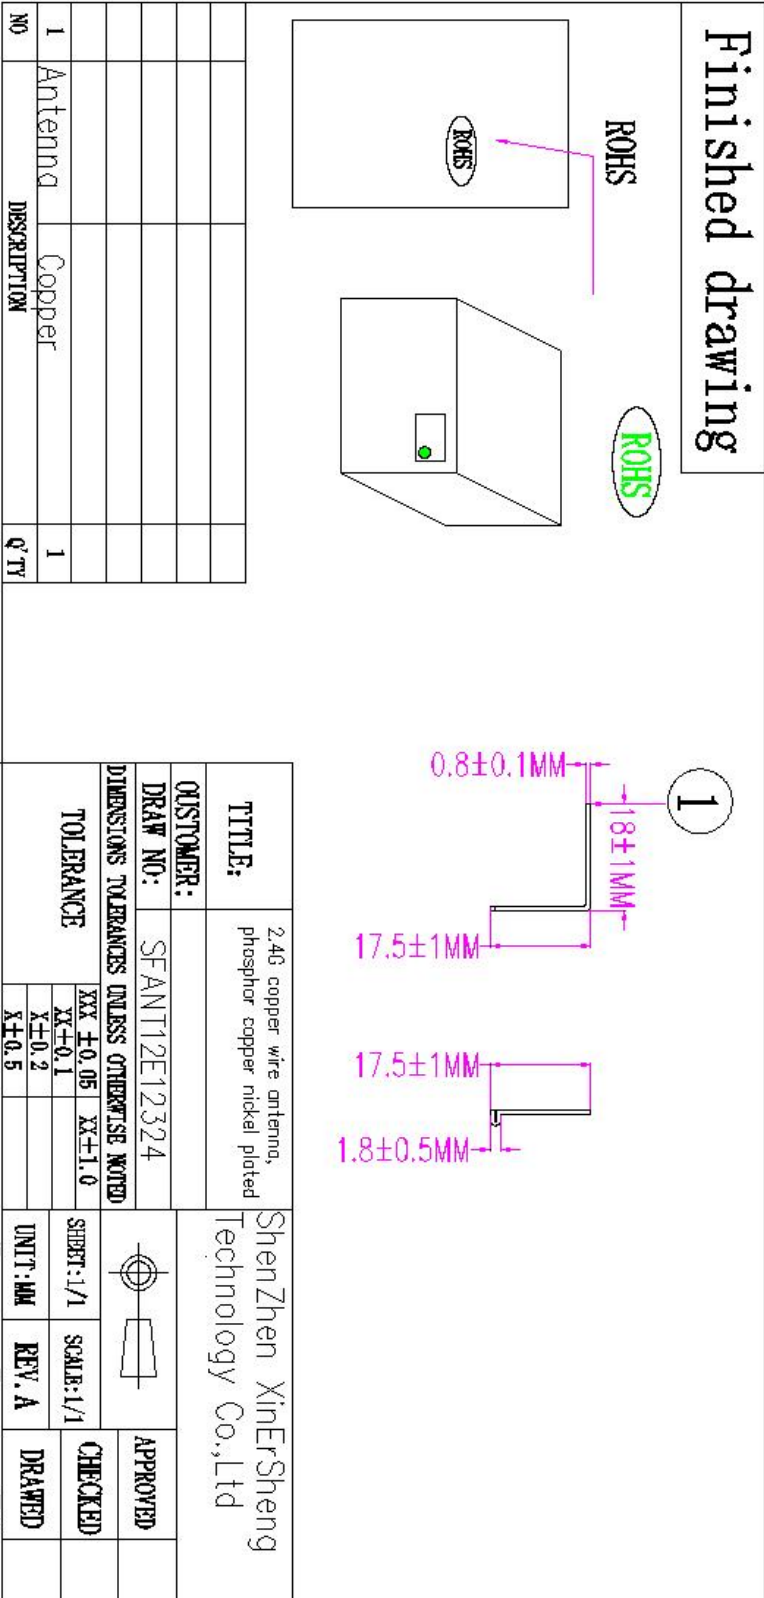 Finished drawing
ROHS
ROHS
ROHS
1
18±1MM
0.8±0.1MM
17.5±1MM
17.5±1MM
1.8±0.5MM
1 Antenna Copper 1
NO DESCRIPTION Q'TY
TITLE:
2.4G copper wire antenna,
phosphor copper nickel plated
ShenZhen XinErSheng
Technology Co.,Ltd
OUSTOMER:
DRAW NO: SFANT12E12324
DIMENSIONS TOLERANCES UNLESS OTHERWISE NOTED
TOLERANCE
XXX ±0.05 XX±1.0
XX±0.1
X±0.2
X±0.5
SHEET:1/1 SCALE:1/1
UNIT:MM REV.A
APPROVED
CHECKED
DRAWED